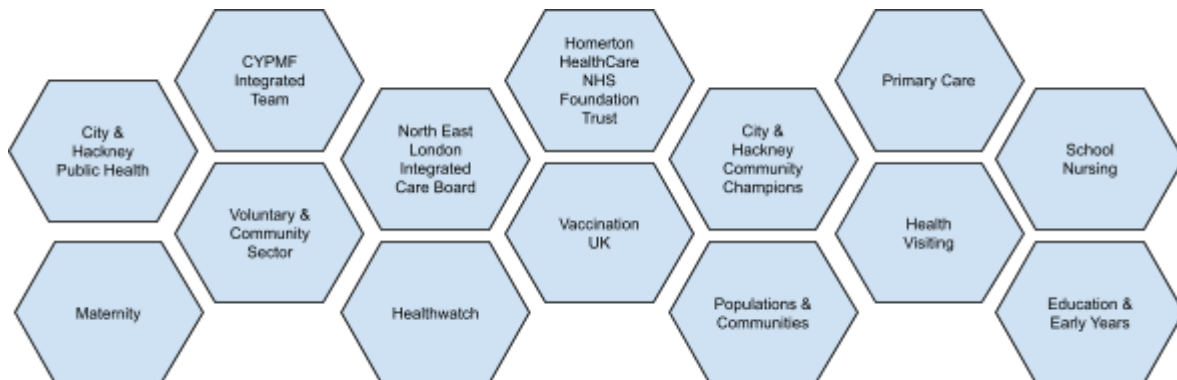 CYPMF
Integrated
Team
Homerton
HealthCare
NHS
Foundation
Trust
Primary Care
City &
Hackney
Public Health
North East
London
Integrated
Care Board
City &
Hackney
Community
Champions
School
Nursing
Voluntary &
Community
Sector
Vaccination
UK
Health
Visiting
Maternity
Healthwatch
Populations &
Communities
Education &
Early Years